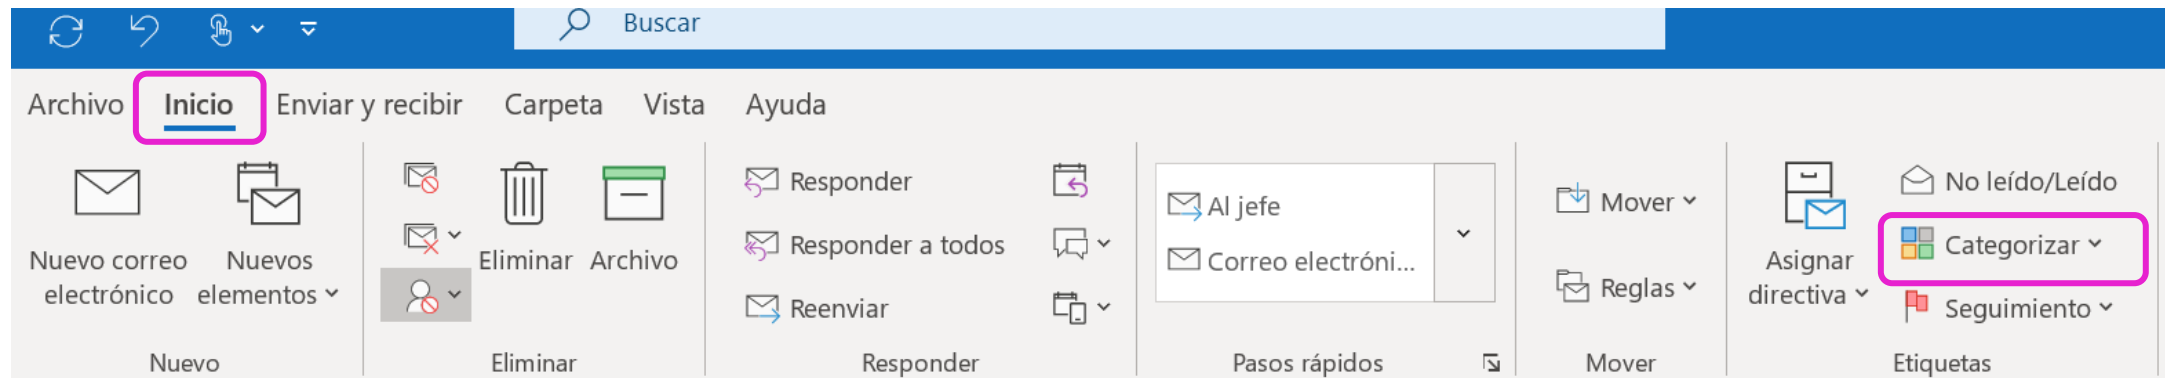 Buscar
Archivo Inicio Enviar y recibir Carpeta Vista Ayuda
Nuevo correo
electrónico
Nuevos
elementos
Nuevo
Eliminar
Archivo
Eliminar
Responder
Responder a todos
Reenviar
Responder
Al jefe
Correo electróni...
Pasos rápidos
Mover
Reglas
Mover
Asignar
directiva
No leído/Leído
Categorizar
Seguimiento
Etiquetas